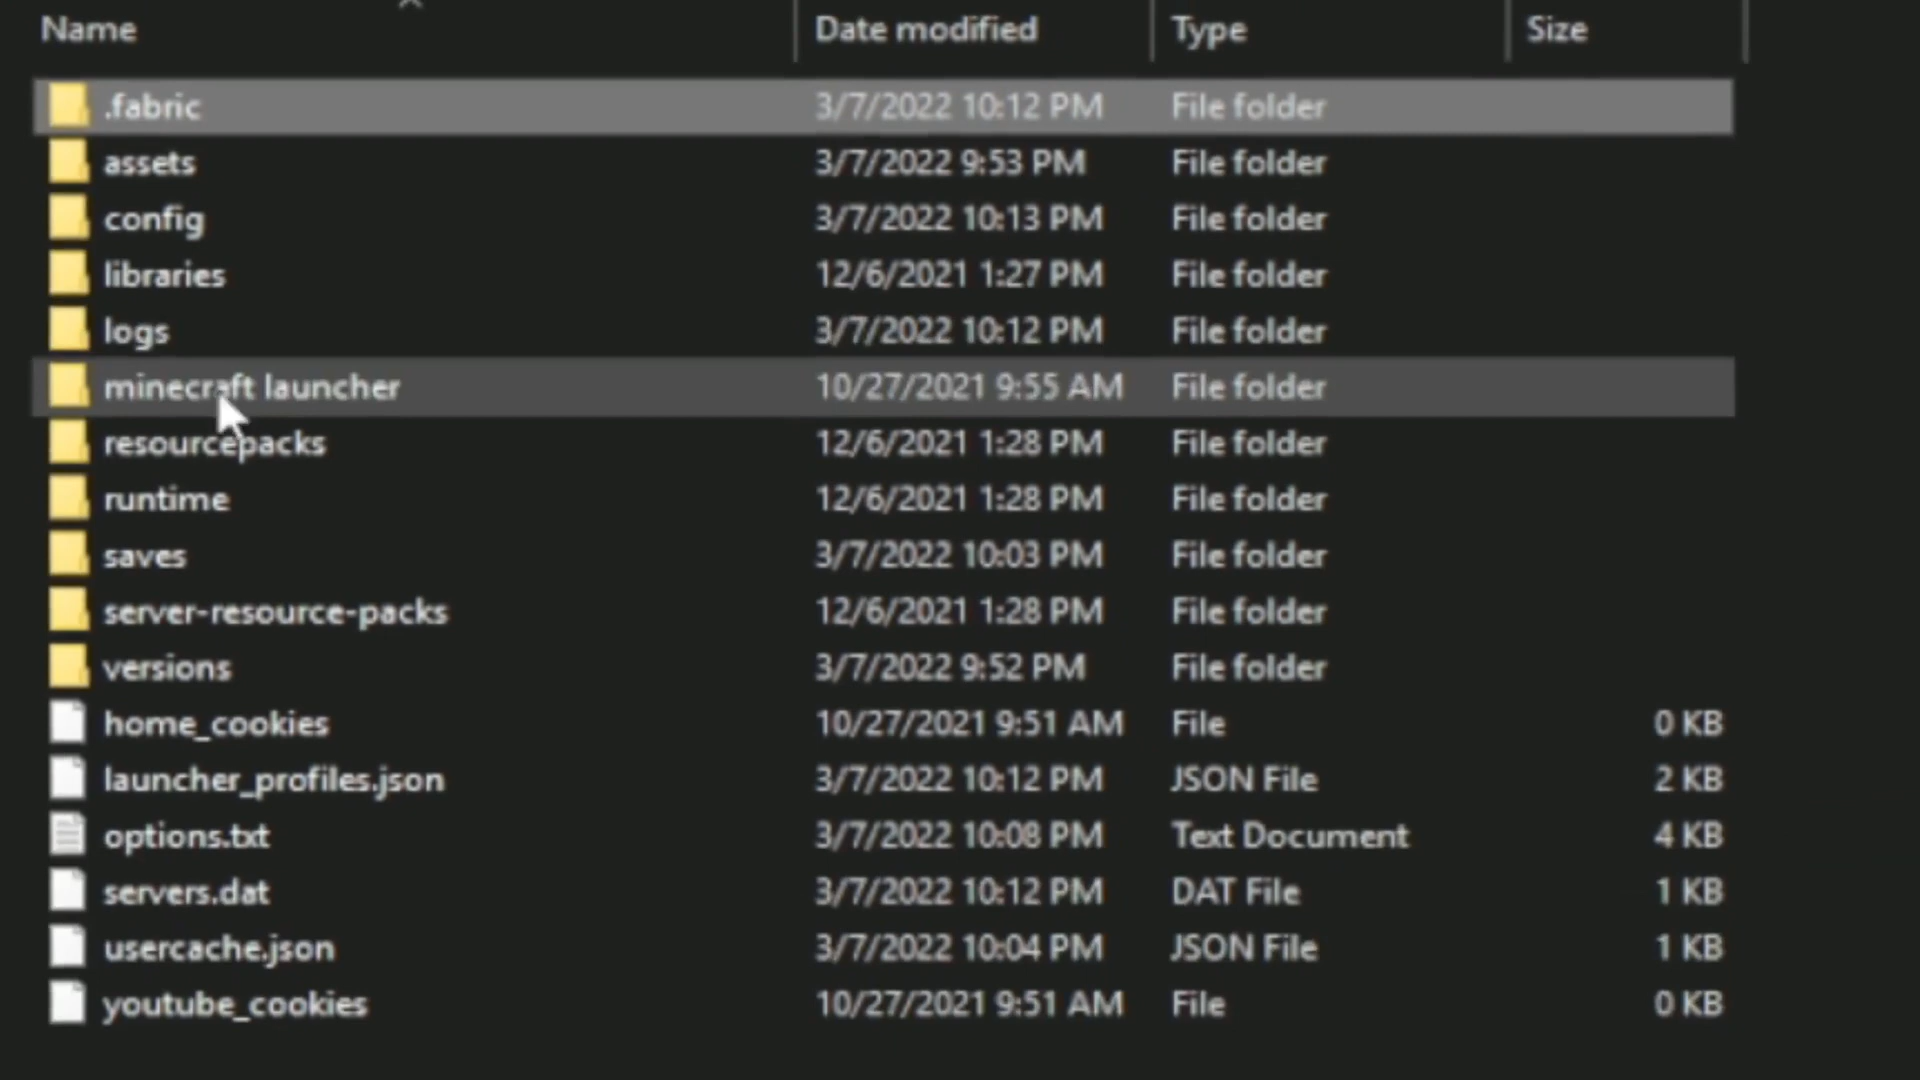 Name Date modified Type Size
.fabric 3/7/2022 10:12 PM File folder
assets 3/7/2022 9:53 PM File folder
config 3/7/2022 10:13 PM File folder
libraries 12/6/2021 1:27 PM File folder
logs 3/7/2022 10:12 PM File folder
minecraft launcher 10/27/2021 9:55 AM File folder
resourcepacks 12/6/2021 1:28 PM File folder
runtime 12/6/2021 1:28 PM File folder
saves 3/7/2022 10:03 PM File folder
server-resource-packs 12/6/2021 1:28 PM File folder
versions 3/7/2022 9:52 PM File folder
home_cookies 10/27/2021 9:51 AM File 0 KB
launcher_profiles.json 3/7/2022 10:12 PM JSON File 2 KB
options.txt 3/7/2022 10:08 PM Text Document 4 KB
servers.dat 3/7/2022 10:12 PM DAT File 1 KB
usercache.json 3/7/2022 10:04 PM JSON File 1 KB
youtube_cookies 10/27/2021 9:51 AM File 0 KB